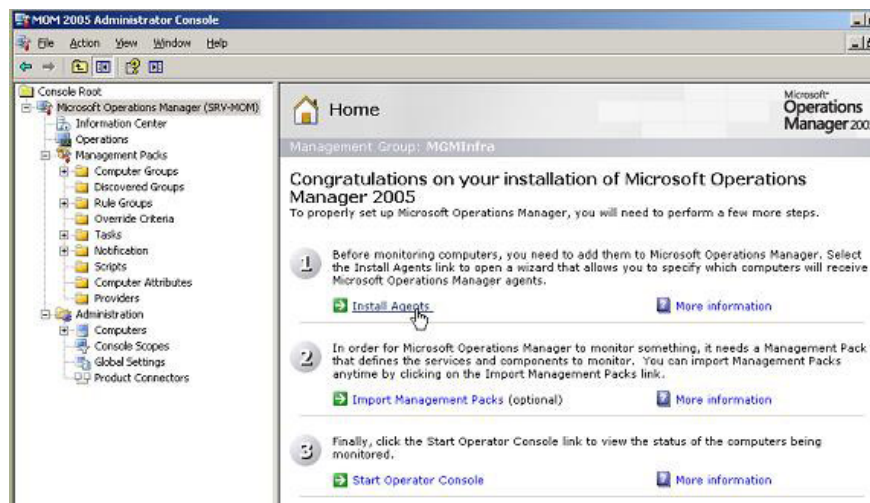 MOM 2005 Administrator Console
File Action View Window Help
Console Root
Microsoft Operations Manager (SRV-MOM)
Information Center
Operations
Management Packs
Computer Groups
Discovered Groups
Rule Groups
Override Criteria
Tasks
Notification
Scripts
Computer Attributes
Providers
Administration
Computers
Console Scopes
Global Settings
Product Connectors
Home
Microsoft
Operations
Manager 200
Management Group: MGMInfra
Congratulations on your installation of Microsoft Operations
Manager 2005
To properly set up Microsoft Operations Manager, you will need to perform a few more steps.
1
Before monitoring computers, you need to add them to Microsoft Operations Manager. Select
the Install Agents link to open a wizard that allows you to specify which computers will receive
Microsoft Operations Manager agents.
Install Agents More information
2
In order for Microsoft Operations Manager to monitor something, it needs a Management Pack
that defines the services and components to monitor. You can import Management Packs
anytime by clicking on the Import Management Packs link.
Import Management Packs (optional) More information
3
Finally, click the Start Operator Console link to view the status of the computers being
monitored.
Start Operator Console More information